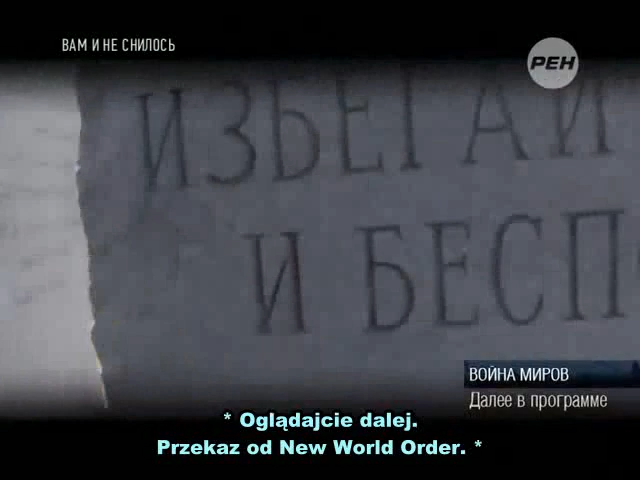 ВАМ И НЕ СНИЛОСЬ
РЕН
ИЗБЕГАЙ
И БЕСП
ВОЙНА МИРОВ
Далее в программе
* Oglądajcie dalej.
Przekaz od New World Order. *